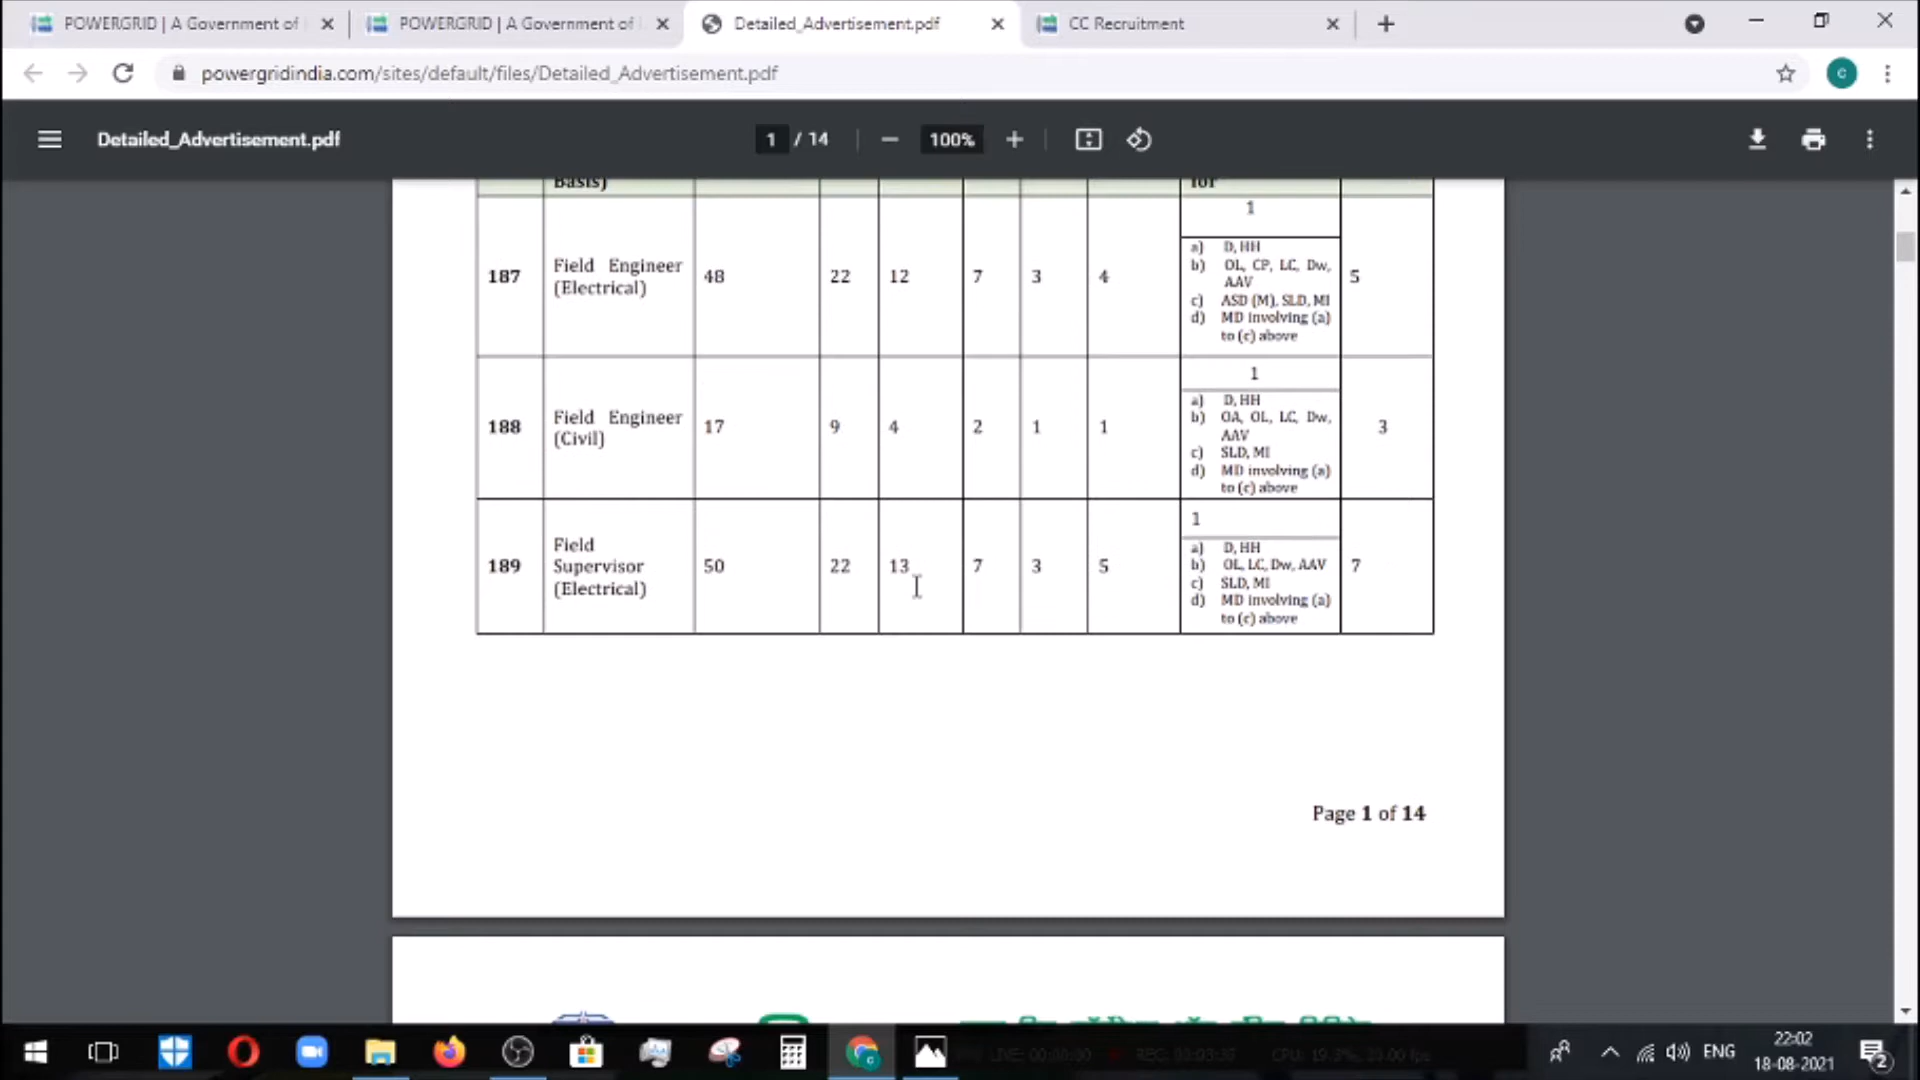 POWERGRID | A Government of
POWERGRID | A Government of
Detailed_Advertisement.pdf
CC Recruitment
powergridindia.com/sites/default/files/Detailed_Advertisement.pdf
C
Detailed_Advertisement.pdf
1 / 14
100%
Basis)
for
187
Field Engineer
(Electrical)
48
22
12
7
3
4
1
a) D, HH
b) OL, CP, LC, Dw,
AAV
c) ASD (M), SLD, MI
d) MD involving (a)
to (c) above
5
188
Field Engineer
(Civil)
17
9
4
2
1
1
1
a) D, HH
b) OA, OL, LC, Dw,
AAV
c) SLD, MI
d) MD involving (a)
to (c) above
3
189
Field
Supervisor
(Electrical)
50
22
13
7
3
5
1
a) D, HH
b) OL, LC, Dw, AAV
c) SLD, MI
d) MD involving (a)
to (c) above
7
Page 1 of 14
LIVE: 00:00:00
ENG
22:02
18-08-2021
2